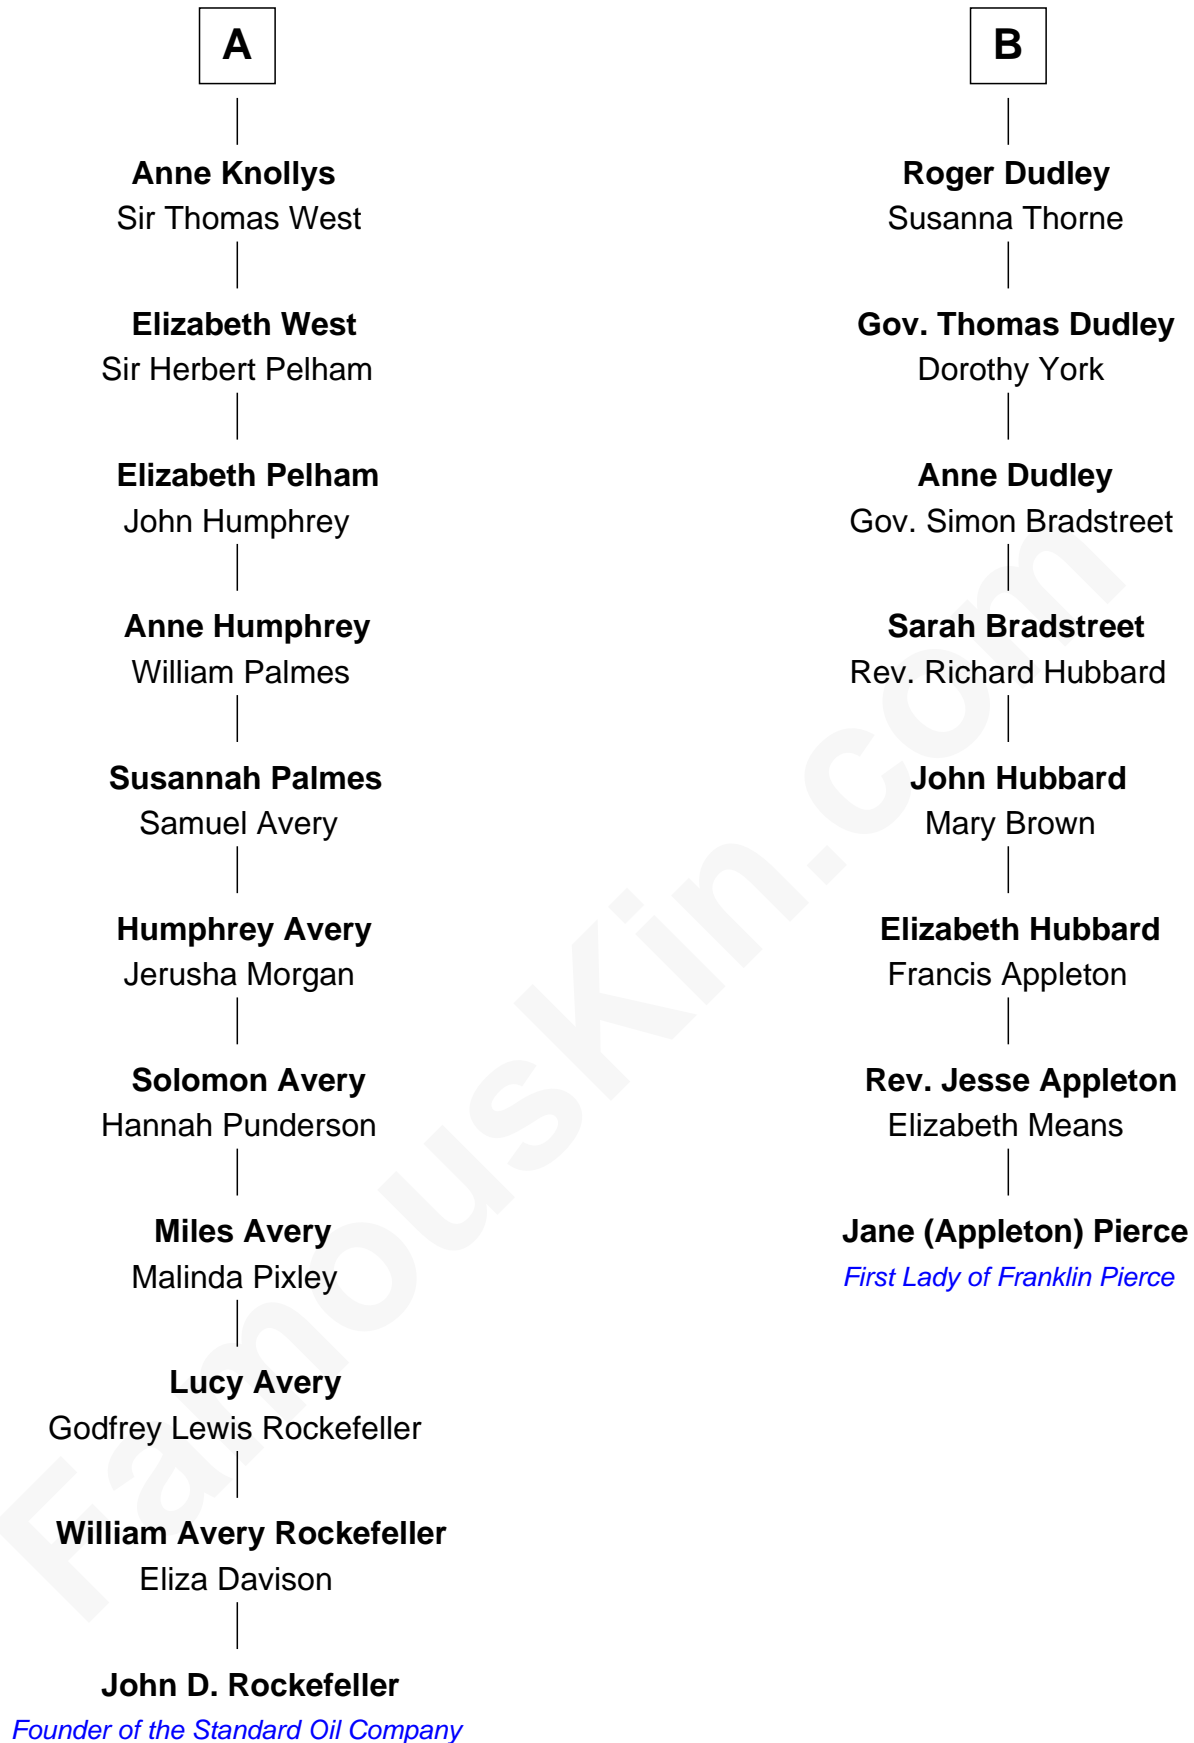 A
Anne Knollys
Sir Thomas West
Elizabeth West
Sir Herbert Pelham
Elizabeth Pelham
John Humphrey
Anne Humphrey
William Palmes
Susannah Palmes
Samuel Avery
Humphrey Avery
Jerusha Morgan
Solomon Avery
Hannah Punderson
Miles Avery
Malinda Pixley
Lucy Avery
Godfrey Lewis Rockefeller
William Avery Rockefeller
Eliza Davison
John D. Rockefeller
Founder of the Standard Oil Company
B
Roger Dudley
Susanna Thorne
Gov. Thomas Dudley
Dorothy York
Anne Dudley
Gov. Simon Bradstreet
Sarah Bradstreet
Rev. Richard Hubbard
John Hubbard
Mary Brown
Elizabeth Hubbard
Francis Appleton
Rev. Jesse Appleton
Elizabeth Means
Jane (Appleton) Pierce
First Lady of Franklin Pierce
FamousKin.com